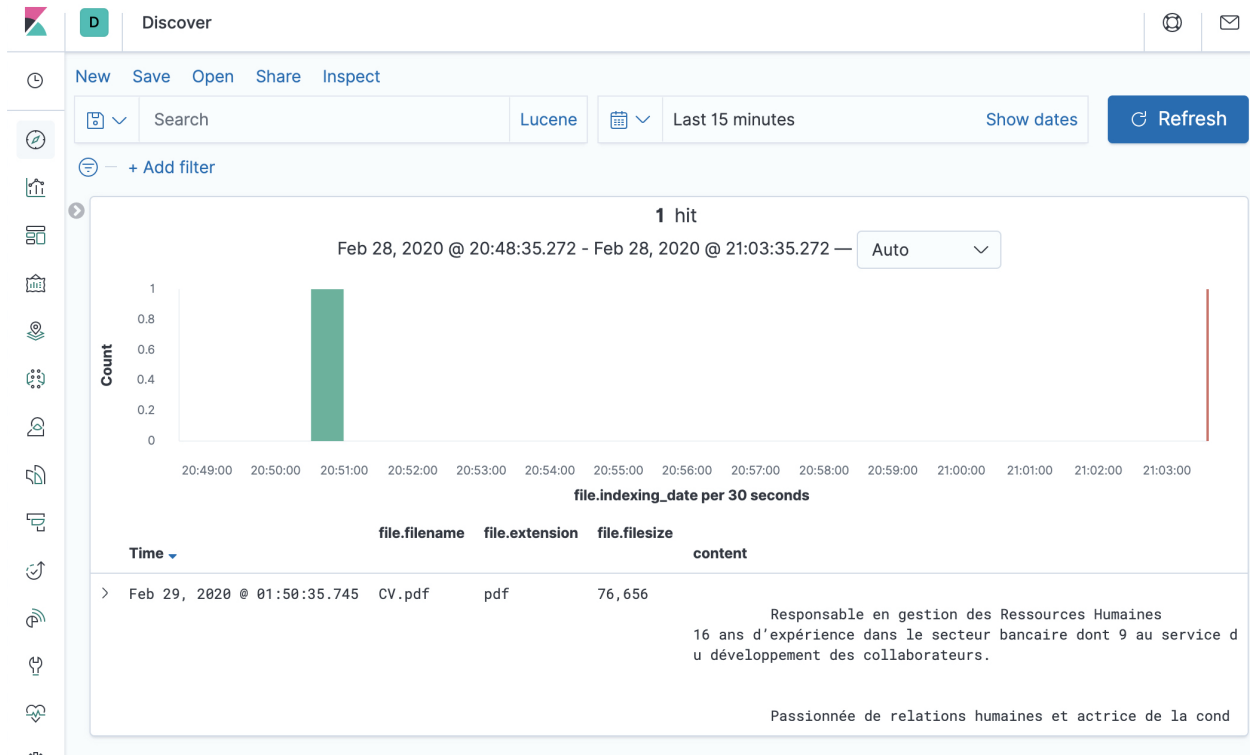 D Discover
New Save Open Share Inspect
Search Lucene Last 15 minutes Show dates Refresh
+ Add filter
1 hit
Feb 28, 2020 @ 20:48:35.272 - Feb 28, 2020 @ 21:03:35.272 — Auto
1
0.8
0.6
0.4
0.2
0
Count
20:49:00 20:50:00 20:51:00 20:52:00 20:53:00 20:54:00 20:55:00 20:56:00 20:57:00 20:58:00 20:59:00 21:00:00 21:01:00 21:02:00 21:03:00
file.indexing_date per 30 seconds
file.filename file.extension file.filesize
Time content
Feb 29, 2020 @ 01:50:35.745 CV.pdf pdf 76,656
Responsable en gestion des Ressources Humaines
16 ans d’expérience dans le secteur bancaire dont 9 au service d
u développement des collaborateurs.
Passionnée de relations humaines et actrice de la cond